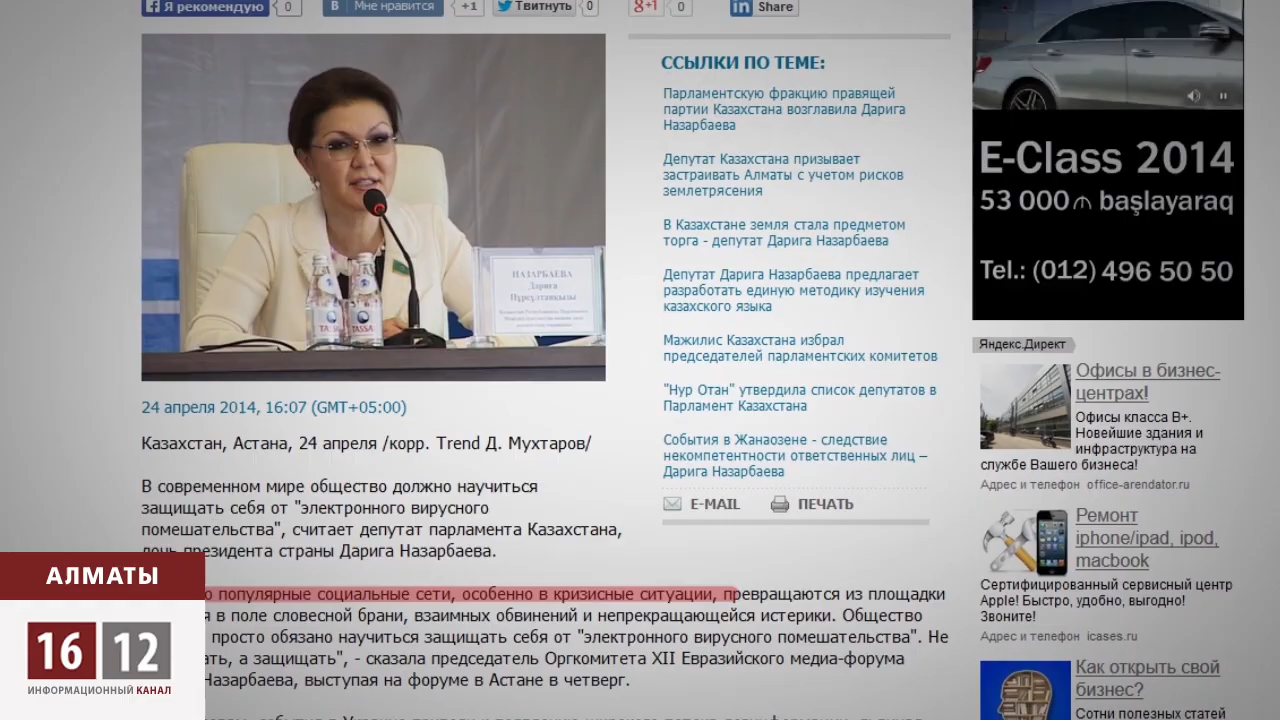 Я рекомендую
0
В Мне нравится
+1
Твитнуть
0
g+1
0
in Share
НАЗАРБАЕВА
Дарига
Нұрсұлтанқызы
TASSAY
24 апреля 2014, 16:07 (GMT+05:00)
Казахстан, Астана, 24 апреля /корр. Trend Д. Мухтаров/
В современном мире общество должно научиться
защищать себя от "электронного вирусного
помешательства", считает депутат парламента Казахстана,
дочь президента страны Дарига Назарбаева.
популярные социальные сети, особенно в кризисные ситуации, превращаются из площадки
в поле словесной брани, взаимных обвинений и непрекращающейся истерики. Общество
просто обязано научиться защищать себя от "электронного вирусного помешательства". Не
а защищать", - сказала председатель Оргкомитета XII Евразийского медиа-форума
Назарбаева, выступая на форуме в Астане в четверг.
ССЫЛКИ ПО ТЕМЕ:
Парламентскую фракцию правящей
партии Казахстана возглавила Дарига
Назарбаева
Депутат Казахстана призывает
застраивать Алматы с учетом рисков
землетрясения
В Казахстане земля стала предметом
торга - депутат Дарига Назарбаева
Депутат Дарига Назарбаева предлагает
разработать единую методику изучения
казахского языка
Мажилис Казахстана избрал
председателей парламентских комитетов
"Нур Отан" утвердила список депутатов в
Парламент Казахстана
События в Жанаозене - следствие
некомпетентности ответственных лиц –
Дарига Назарбаева
E-MAIL ПЕЧАТЬ
E-Class 2014
53 000 ₼ başlayaraq
Tel.: (012) 496 50 50
Яндекс.Директ
Офисы в бизнес-
центрах!
Офисы класса B+.
Новейшие здания и
инфраструктура на
службе Вашего бизнеса!
Адрес и телефон office-arendator.ru
Ремонт
iphone/ipad, ipod,
macbook
Сертифицированный сервисный центр
Apple! Быстро, удобно, выгодно!
Звоните!
Адрес и телефон icases.ru
Как открыть свой
бизнес?
Сотни полезных статей
АЛМАТЫ
16 12
ИНФОРМАЦИОННЫЙ КАНАЛ